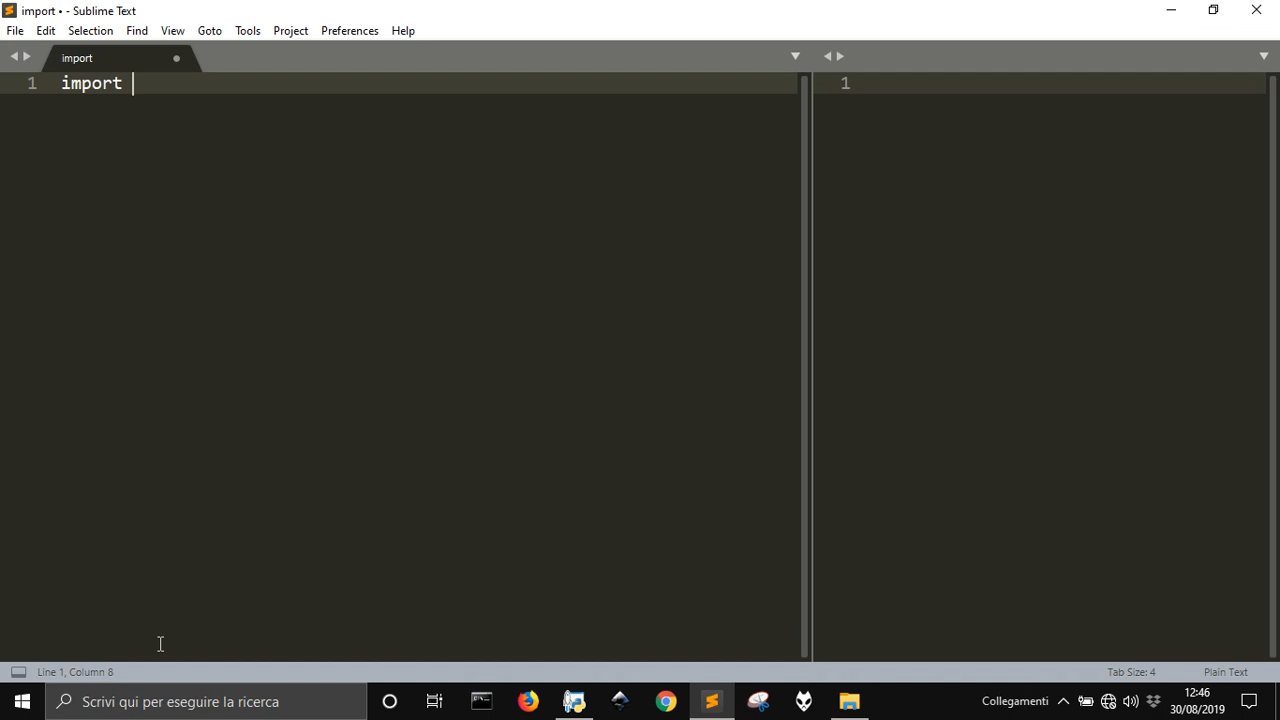 import • - Sublime Text
File Edit Selection Find View Goto Tools Project Preferences Help
import
1 import
1
Line 1, Column 8
Tab Size: 4 Plain Text
Scrivi qui per eseguire la ricerca
Collegamenti
12:46
30/08/2019